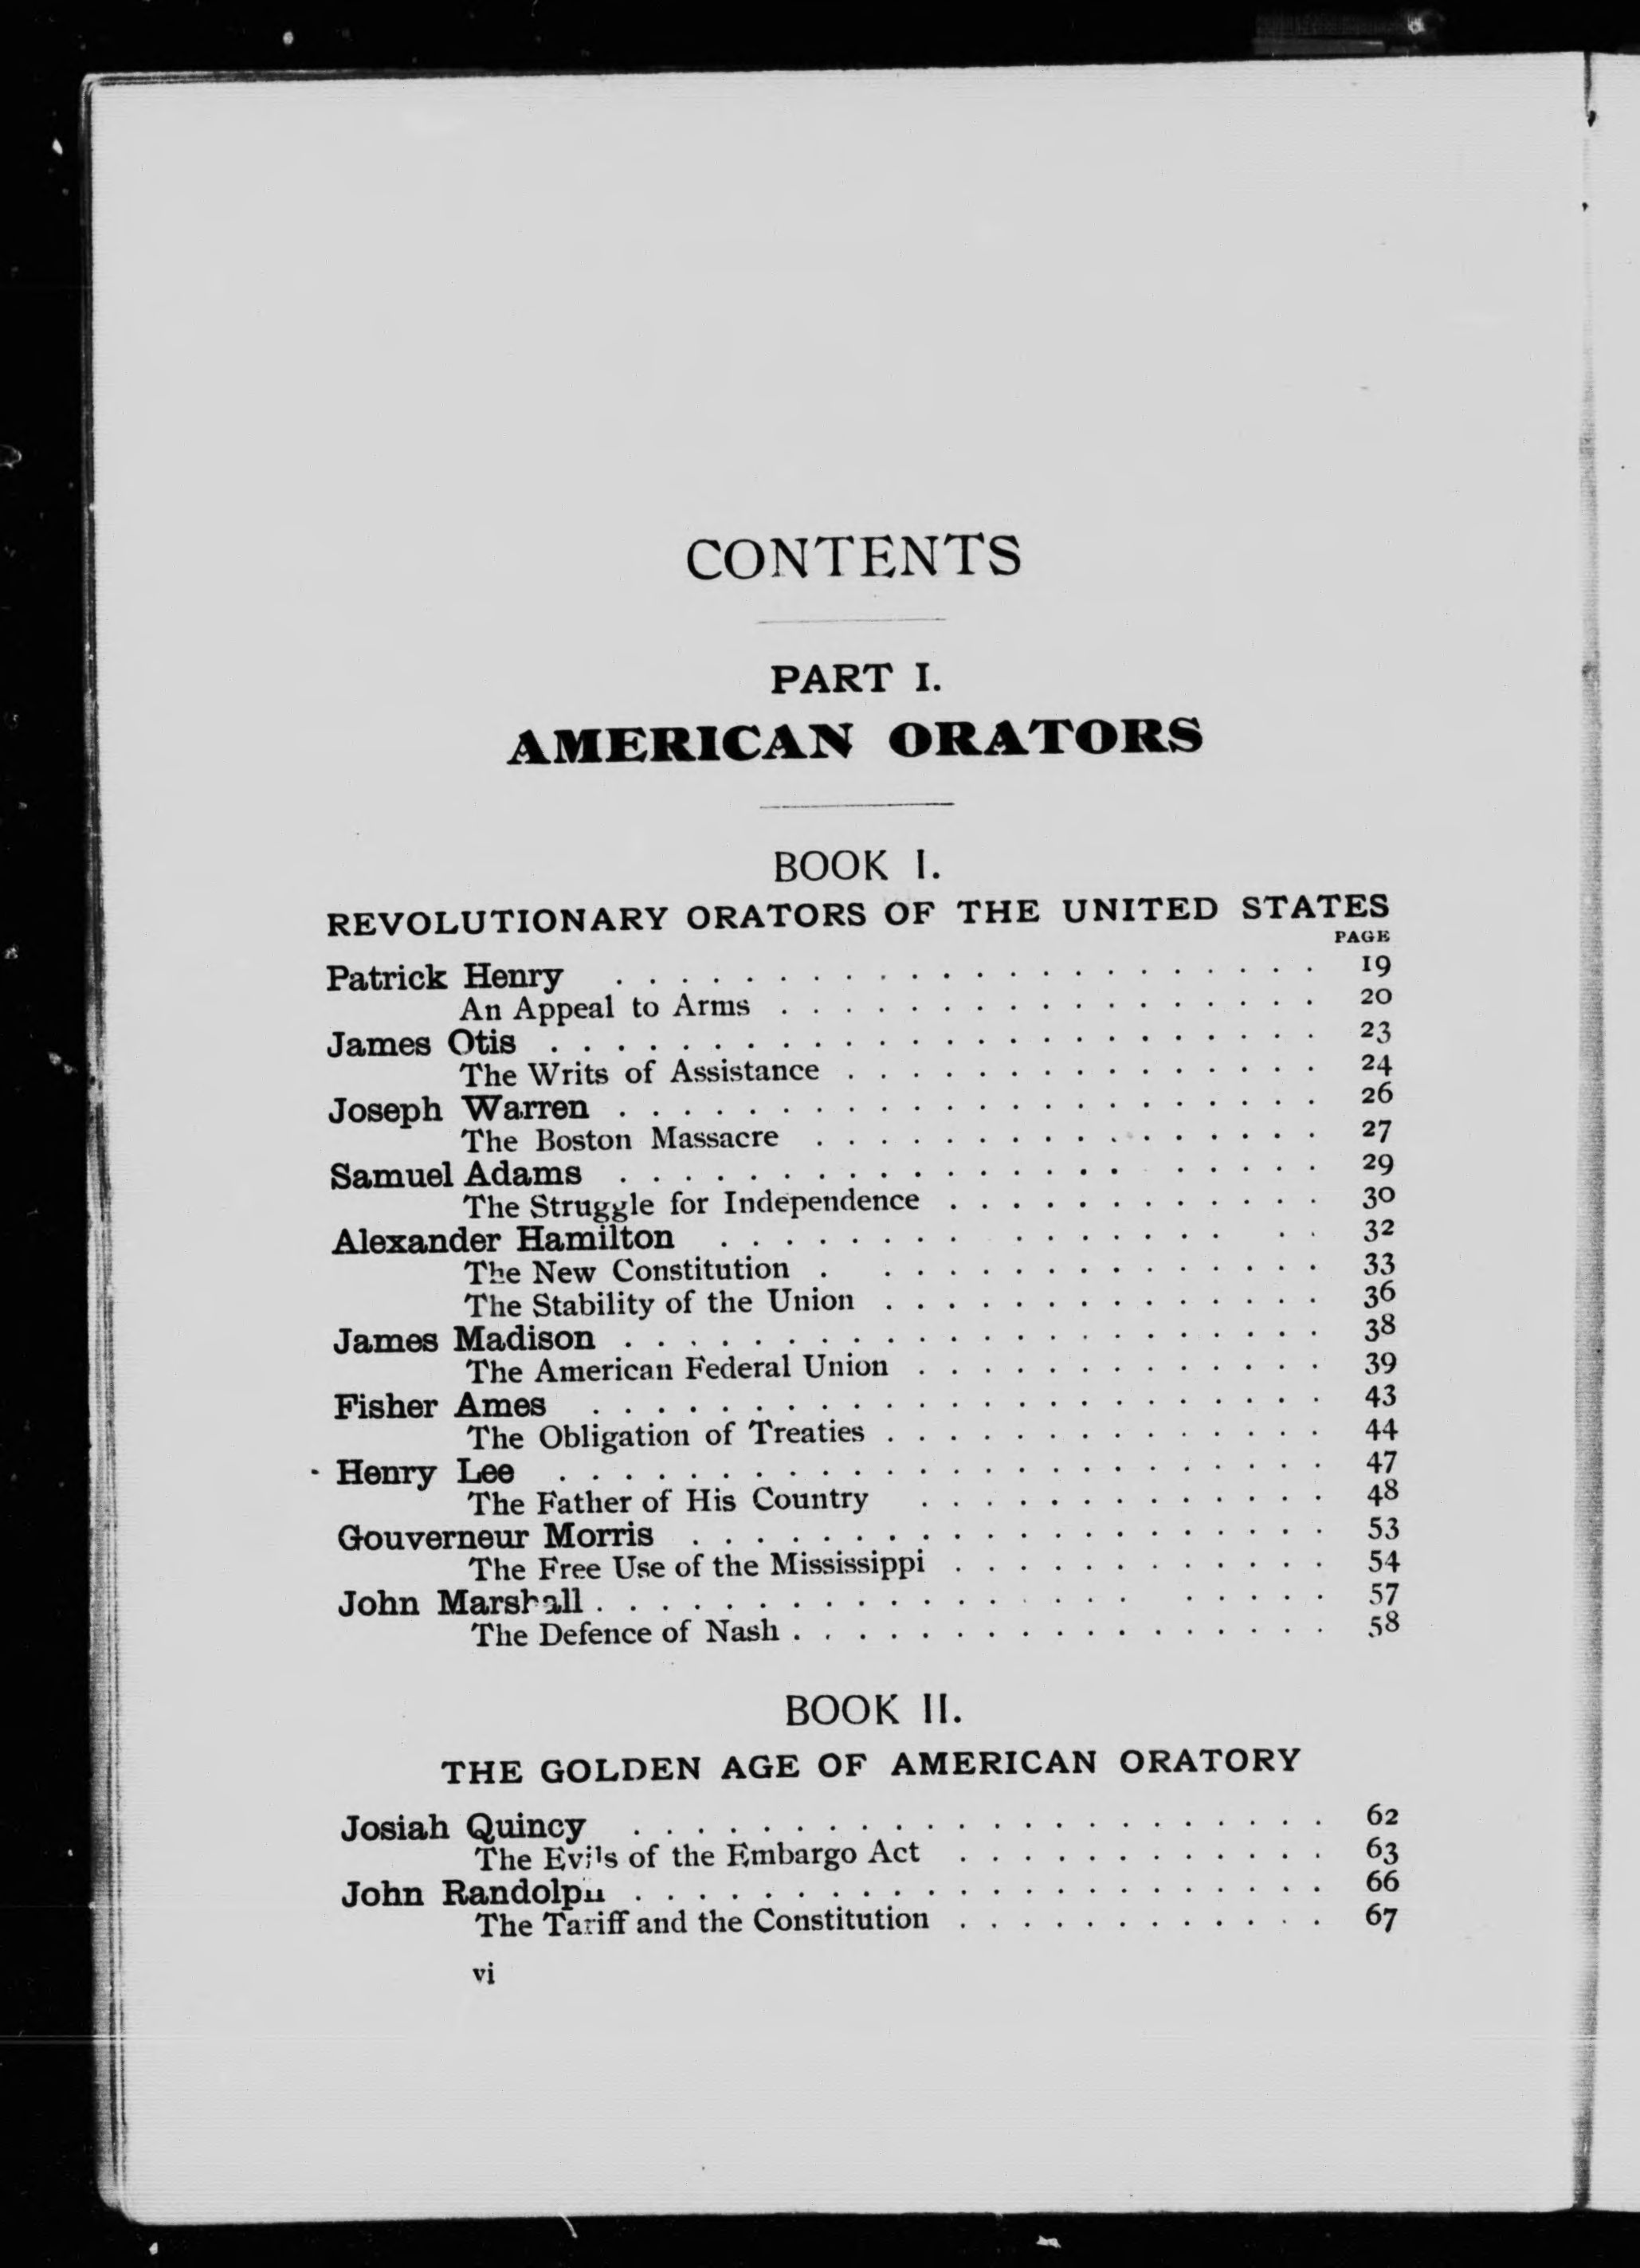 CONTENTS
PART I.
AMERICAN ORATORS
BOOK I.
REVOLUTIONARY ORATORS OF THE UNITED STATES
PAGE
Patrick Henry . . . . . . . . . . . . . . . . . . . . . . 19
An Appeal to Arms . . . . . . . . . . . . . . . . . 20
James Otis . . . . . . . . . . . . . . . . . . . . . . . . 23
The Writs of Assistance . . . . . . . . . . . . . . . 24
Joseph Warren . . . . . . . . . . . . . . . . . . . . . . 26
The Boston Massacre . . . . . . . . . . . . . . . . 27
Samuel Adams . . . . . . . . . . . . . . . . . . . . . 29
The Struggle for Independence . . . . . . . . . . . . 30
Alexander Hamilton . . . . . . . . . . . . . . . . . 32
The New Constitution . . . . . . . . . . . . . . . 33
The Stability of the Union . . . . . . . . . . . . . . 36
James Madison . . . . . . . . . . . . . . . . . . . . . . 38
The American Federal Union . . . . . . . . . . . . . 39
Fisher Ames . . . . . . . . . . . . . . . . . . . . . . . 43
The Obligation of Treaties . . . . . . . . . . . . . . 44
Henry Lee . . . . . . . . . . . . . . . . . . . . . . . . 47
The Father of His Country . . . . . . . . . . . . . 48
Gouverneur Morris . . . . . . . . . . . . . . . . . . . . 53
The Free Use of the Mississippi . . . . . . . . . . . . 54
John Marshall . . . . . . . . . . . . . . . . . . . . . . 57
The Defence of Nash . . . . . . . . . . . . . . . . . 58
BOOK II.
THE GOLDEN AGE OF AMERICAN ORATORY
Josiah Quincy . . . . . . . . . . . . . . . . . . . . . . 62
The Evils of the Embargo Act . . . . . . . . . . . . 63
John Randolph . . . . . . . . . . . . . . . . . . . . . . 66
The Tariff and the Constitution . . . . . . . . . . . . 67
vi